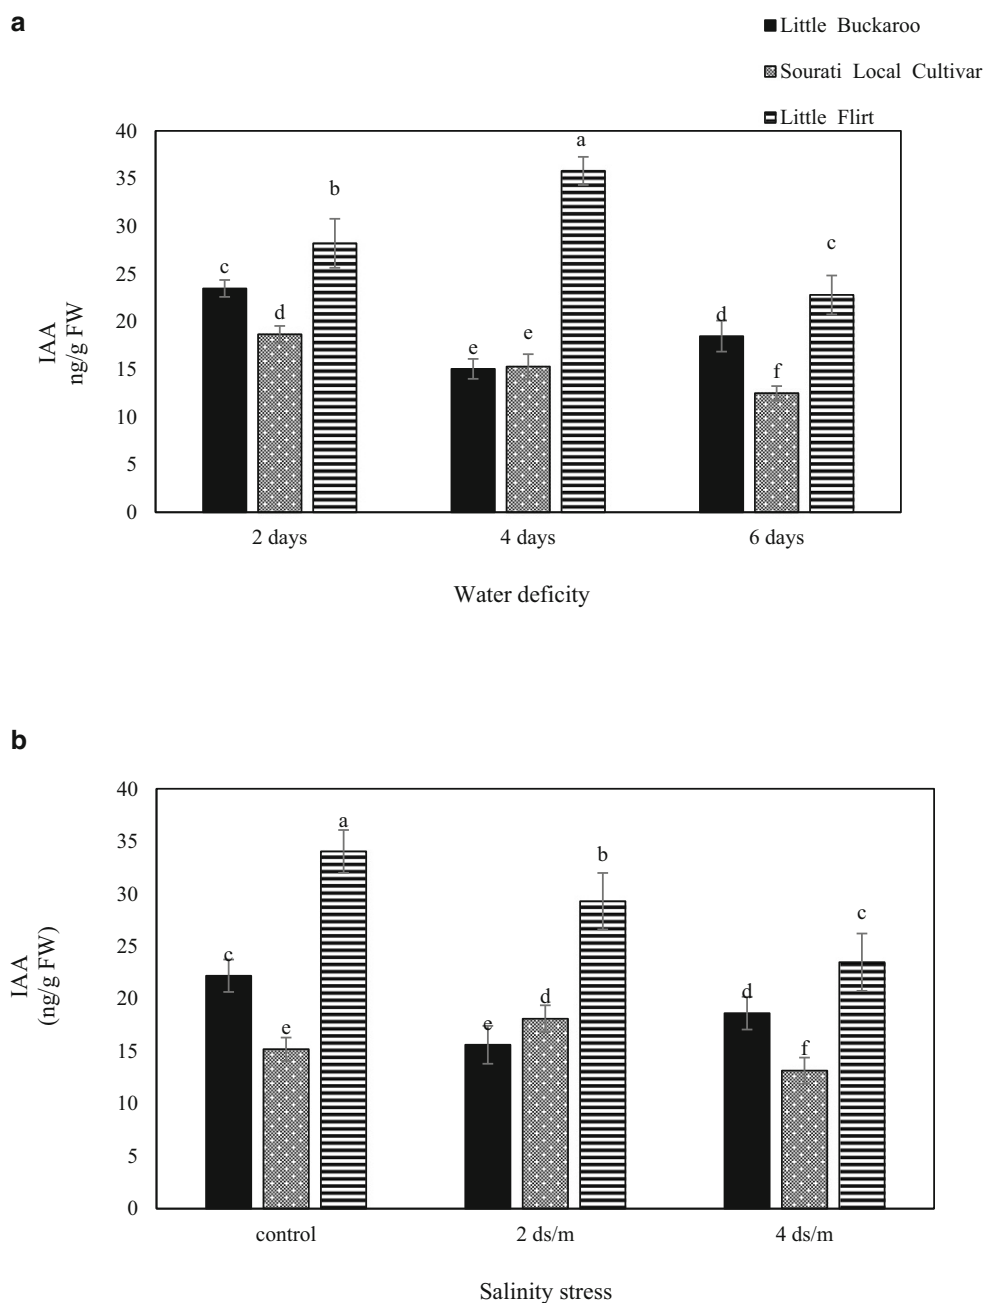 a
Little Buckaroo
Sourati Local Cultivar
Little Flirt
40
35
30
25
20
15
10
5
0
IAA
ng/g FW
c
d
b
e
e
a
d
f
c
2 days
4 days
6 days
Water deficity
b
40
35
30
25
20
15
10
5
0
IAA
(ng/g FW)
c
e
a
e
d
b
d
f
c
control
2 ds/m
4 ds/m
Salinity stress